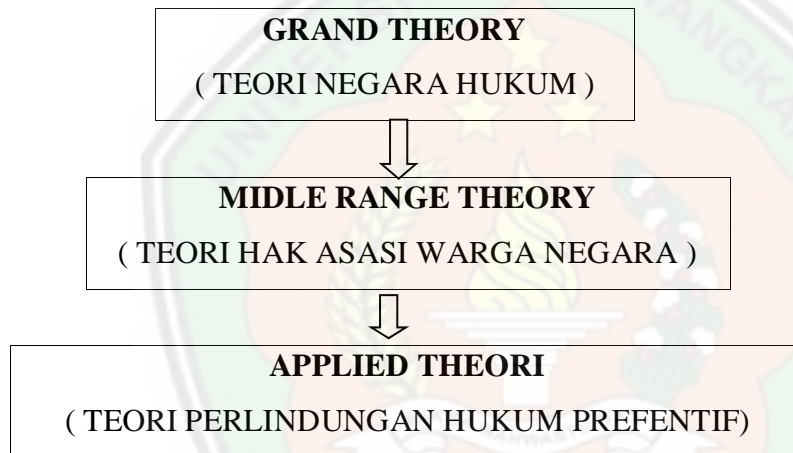 GRAND THEORY
( TEORI NEGARA HUKUM )
MIDLE RANGE THEORY
( TEORI HAK ASASI WARGA NEGARA )
APPLIED THEORI
( TEORI PERLINDUNGAN HUKUM PREFENTIF)